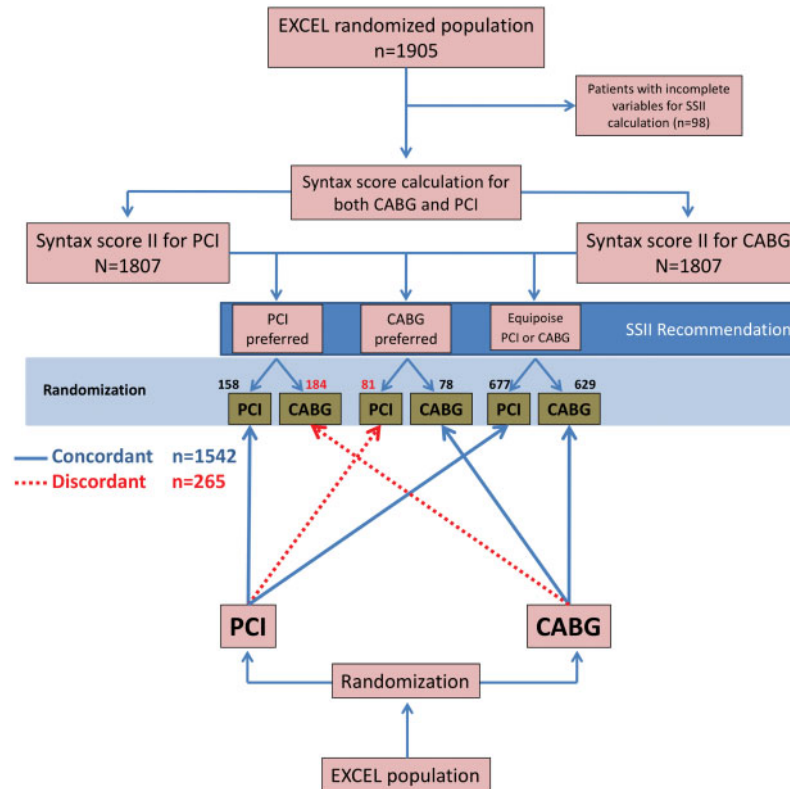 EXCEL randomized population
n=1905
Patients with incomplete
variables for SSII
calculation (n=98)
Syntax score calculation for
both CABG and PCI
Syntax score II for PCI
N=1807
Syntax score II for CABG
N=1807
PCI
preferred
CABG
preferred
Equipoise
PCI or CABG
SSII Recommendation
Randomization
158
184
81
78
677
629
PCI
CABG
PCI
CABG
PCI
CABG
Concordant n=1542
Discordant n=265
PCI
CABG
Randomization
EXCEL population